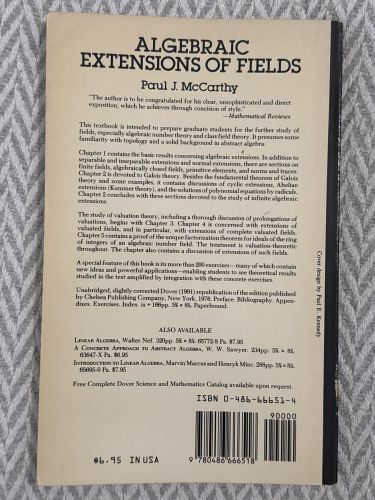 ALGEBRAIC
EXTENSIONS OF FIELDS
Paul J. McCarthy
"The author is to be congratulated for his clear, unsophisticated and direct
exposition, which he achieves through concision of style."
—Mathematical Reviews
This textbook is intended to prepare graduate students for the further study of
fields, especially algebraic number theory and class field theory. It presumes some
familiarity with topology and a solid background in abstract algebra.
Chapter 1 contains the basic results concerning algebraic extensions. In addition to
separable and inseparable extensions and normal extensions, there are sections on
finite fields, algebraically closed fields, primitive elements, and norms and traces.
Chapter 2 is devoted to Galois theory. Besides the fundamental theorem of Galois
theory and some examples, it contains discussions of cyclic extensions, Abelian
extensions (Kummer theory), and the solutions of polynomial equations by radicals.
Chapter 2 concludes with three sections devoted to the study of infinite algebraic
extensions.
The study of valuation theory, including a thorough discussion of prolongations of
valuations, begins with Chapter 3. Chapter 4 is concerned with extensions of
valuated fields, and in particular, with extensions of complete valuated fields.
Chapter 5 contains a proof of the unique factorization theorem for ideals of the ring
of integers of an algebraic number field. The treatment is valuation-theoretic
throughout. The chapter also contains a discussion of extensions of such fields.
A special feature of this book is its more than 200 exercises—many of which contain
new ideas and powerful applications—enabling students to see theoretical results
studied in the text amplified by integration with these concrete exercises.
Unabridged, slightly corrected Dover (1991) republication of the edition published
by Chelsea Publishing Company, New York, 1976. Preface. Bibliography. Appen-
dixes. Exercises. Index. ix + 166pp. 5⅜ × 8½. Paperbound.
ALSO AVAILABLE
LINEAR ALGEBRA, Walter Nef. 320pp. 5⅜ × 8½. 65772-8 Pa. $7.95
A CONCRETE APPROACH TO ABSTRACT ALGEBRA, W. W. Sawyer. 234pp. 5⅜ × 8½.
63647-X Pa. $6.95
INTRODUCTION TO LINEAR ALGEBRA, Marvin Marcus and Henryk Minc. 288pp. 5⅜ × 8½.
65695-0 Pa. $7.95
Free Complete Dover Science and Mathematics Catalog available upon request.
Cover design by Paul E. Kennedy
ISBN 0-486-66651-4
90000
9 780486 666518
$6.95 IN USA